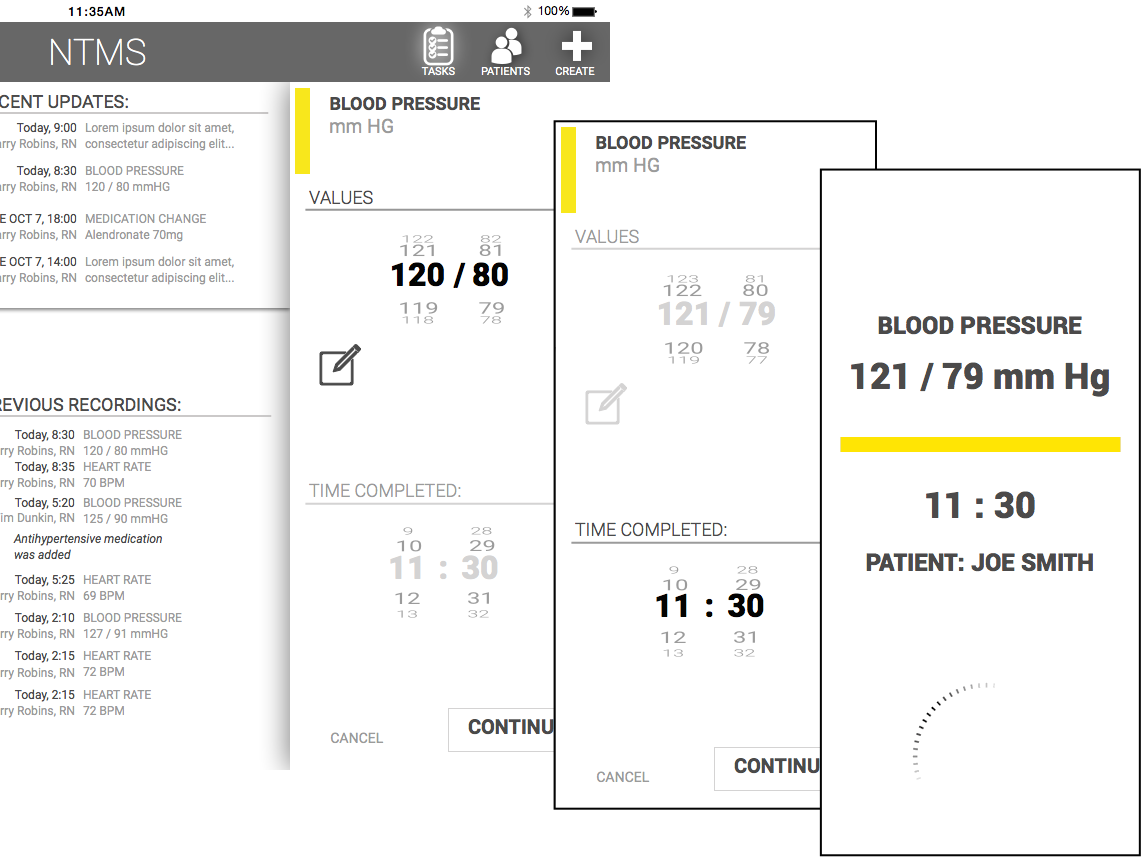 11:35AM
100%
NTMS
TASKS
PATIENTS
CREATE
CENT UPDATES:
Today, 9:00 Lorem ipsum dolor sit amet,
rry Robins, RN consectetur adipiscing elit...
Today, 8:30 BLOOD PRESSURE
rry Robins, RN 120 / 80 mmHG
E OCT 7, 18:00 MEDICATION CHANGE
rry Robins, RN Alendronate 70mg
E OCT 7, 14:00 Lorem ipsum dolor sit amet,
rry Robins, RN consectetur adipiscing elit...
EVIOUS RECORDINGS:
Today, 8:30 BLOOD PRESSURE
rry Robins, RN 120 / 80 mmHG
Today, 8:35 HEART RATE
rry Robins, RN 70 BPM
Today, 5:20 BLOOD PRESSURE
im Dunkin, RN 125 / 90 mmHG
Antihypertensive medication
was added
Today, 5:25 HEART RATE
rry Robins, RN 69 BPM
Today, 2:10 BLOOD PRESSURE
rry Robins, RN 127 / 91 mmHG
Today, 2:15 HEART RATE
rry Robins, RN 72 BPM
Today, 2:15 HEART RATE
rry Robins, RN 72 BPM
BLOOD PRESSURE
mm HG
VALUES
122 82
121 81
120 / 80
119 79
118 78
TIME COMPLETED:
9 28
10 29
11 : 30
12 31
13 32
CANCEL
CONTINU
BLOOD PRESSURE
mm HG
VALUES
123 81
122 80
121 / 79
120 78
119 77
TIME COMPLETED:
9 28
10 29
11 : 30
12 31
13 32
CANCEL
CONTINU
BLOOD PRESSURE
121 / 79 mm Hg
11 : 30
PATIENT: JOE SMITH